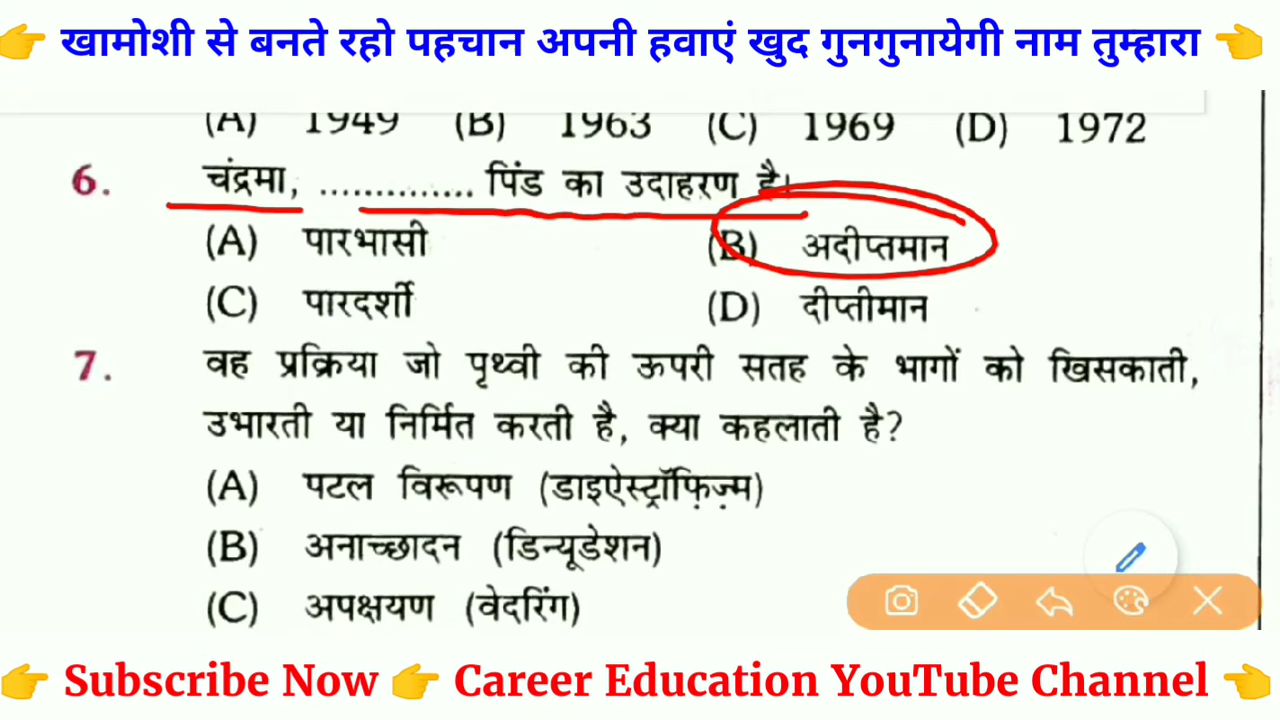 👉 खामोशी से बनते रहो पहचान अपनी हवाएं खुद गुनगुनायेगी नाम तुम्हारा 👈
(A) 1949 (B) 1963 (C) 1969 (D) 1972
6. चंद्रमा, .............. पिंड का उदाहरण है।
(A) पारभासी (B) अदीप्तमान
(C) पारदर्शी (D) दीप्तीमान
7. वह प्रक्रिया जो पृथ्वी की ऊपरी सतह के भागों को खिसकाती,
उभारती या निर्मित करती है, क्या कहलाती है?
(A) पटल विरूपण (डाइऐस्ट्रॉफ़िज़्म)
(B) अनाच्छादन (डिन्यूडेशन)
(C) अपक्षयण (वेदरिंग)
👉 Subscribe Now 👉 Career Education YouTube Channel 👈